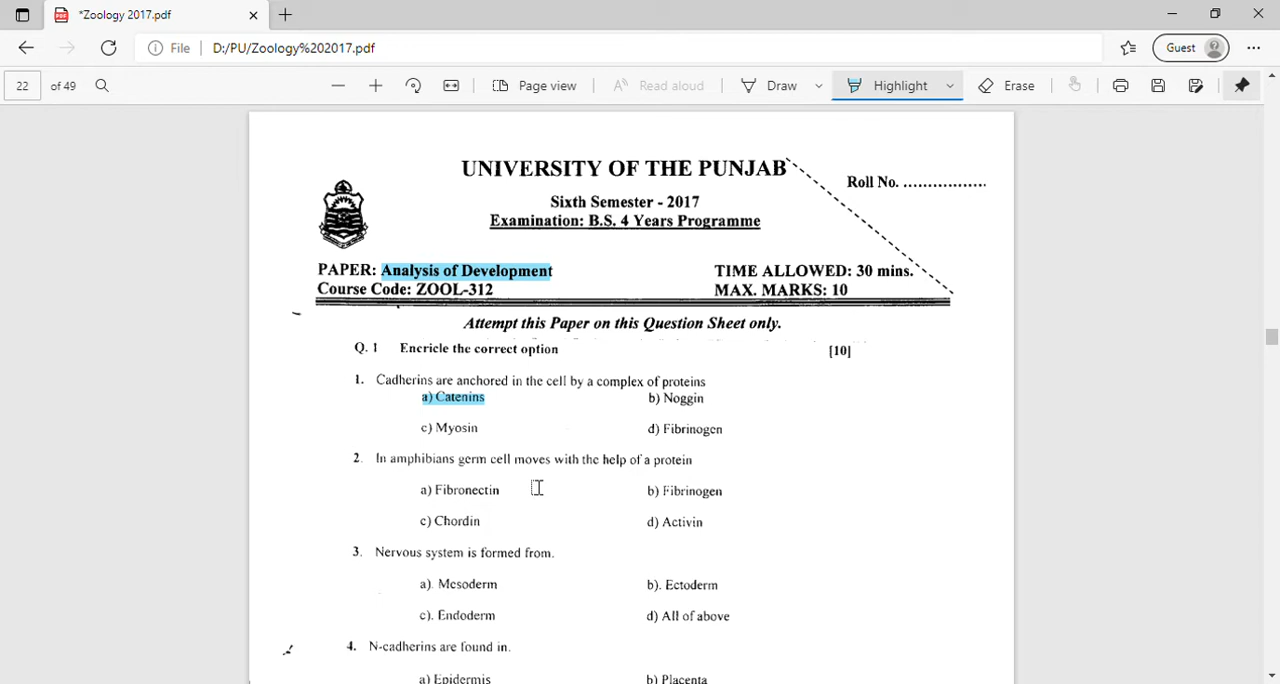 *Zoology 2017.pdf
File D:/PU/Zoology%202017.pdf
Guest
22 of 49 Page view Read aloud Draw Highlight Erase
UNIVERSITY OF THE PUNJAB
Roll No. ..................
Sixth Semester - 2017
Examination: B.S. 4 Years Programme
PAPER: Analysis of Development
TIME ALLOWED: 30 mins.
Course Code: ZOOL-312
MAX. MARKS: 10
Attempt this Paper on this Question Sheet only.
Q. 1 Encricle the correct option [10]
1. Cadherins are anchored in the cell by a complex of proteins
a) Catenins b) Noggin
c) Myosin d) Fibrinogen
2. In amphibians germ cell moves with the help of a protein
a) Fibronectin b) Fibrinogen
c) Chordin d) Activin
3. Nervous system is formed from.
a). Mesoderm b). Ectoderm
c). Endoderm d) All of above
4. N-cadherins are found in.
a) Epidermis b) Placenta